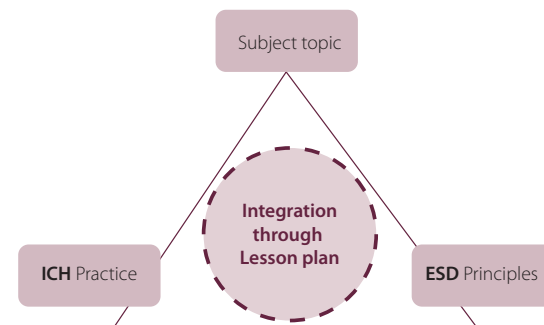 Subject topic
Integration
through
Lesson plan
ICH Practice
ESD Principles